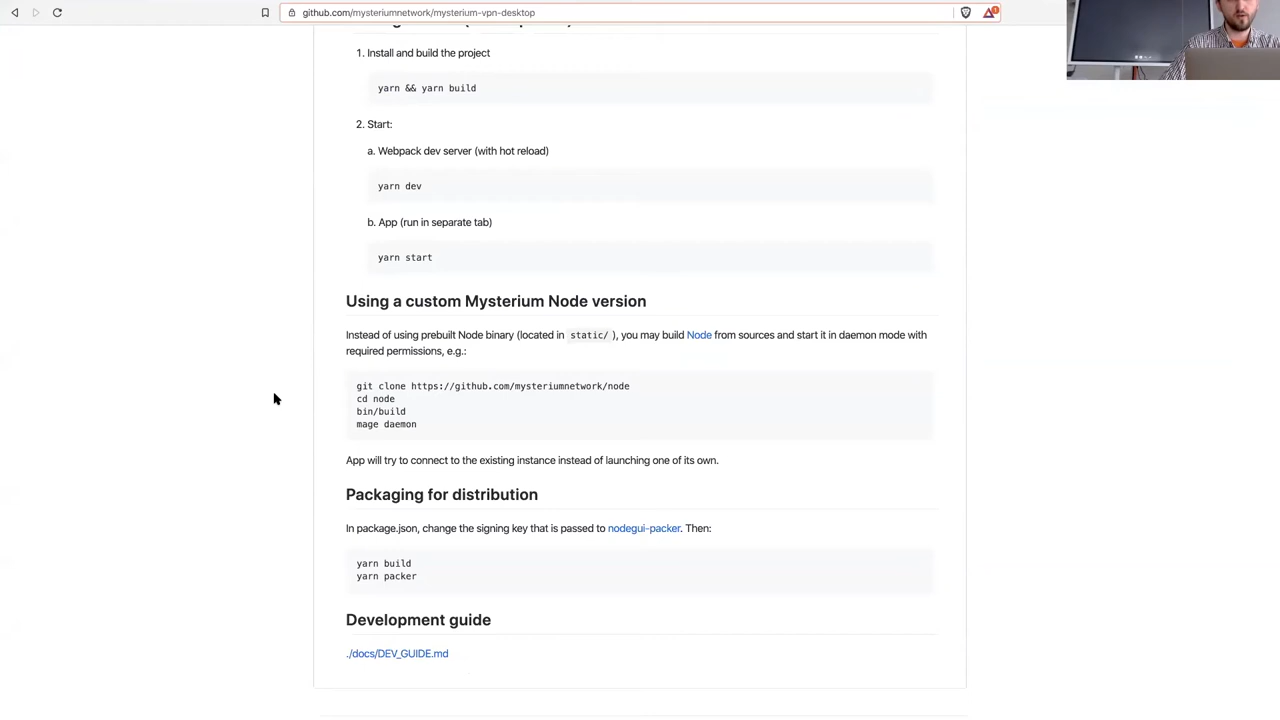 github.com/mysteriumnetwork/mysterium-vpn-desktop
1
1. Install and build the project
yarn && yarn build
2. Start:
a. Webpack dev server (with hot reload)
yarn dev
b. App (run in separate tab)
yarn start
Using a custom Mysterium Node version
Instead of using prebuilt Node binary (located in static/ ), you may build Node from sources and start it in daemon mode with
required permissions, e.g.:
git clone https://github.com/mysteriumnetwork/node
cd node
bin/build
mage daemon
App will try to connect to the existing instance instead of launching one of its own.
Packaging for distribution
In package.json, change the signing key that is passed to nodegui-packer. Then:
yarn build
yarn packer
Development guide
./docs/DEV_GUIDE.md